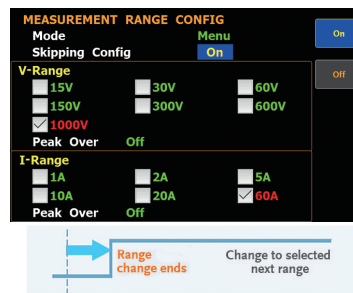 MEASUREMENT RANGE CONFIG
Mode Menu
Skipping Config On
On
Off
V-Range
15V 30V 60V
150V 300V 600V
1000V
Peak Over Off
I-Range
1A 2A 5A
10A 20A 60A
Peak Over Off
Range change ends
Change to selected next range